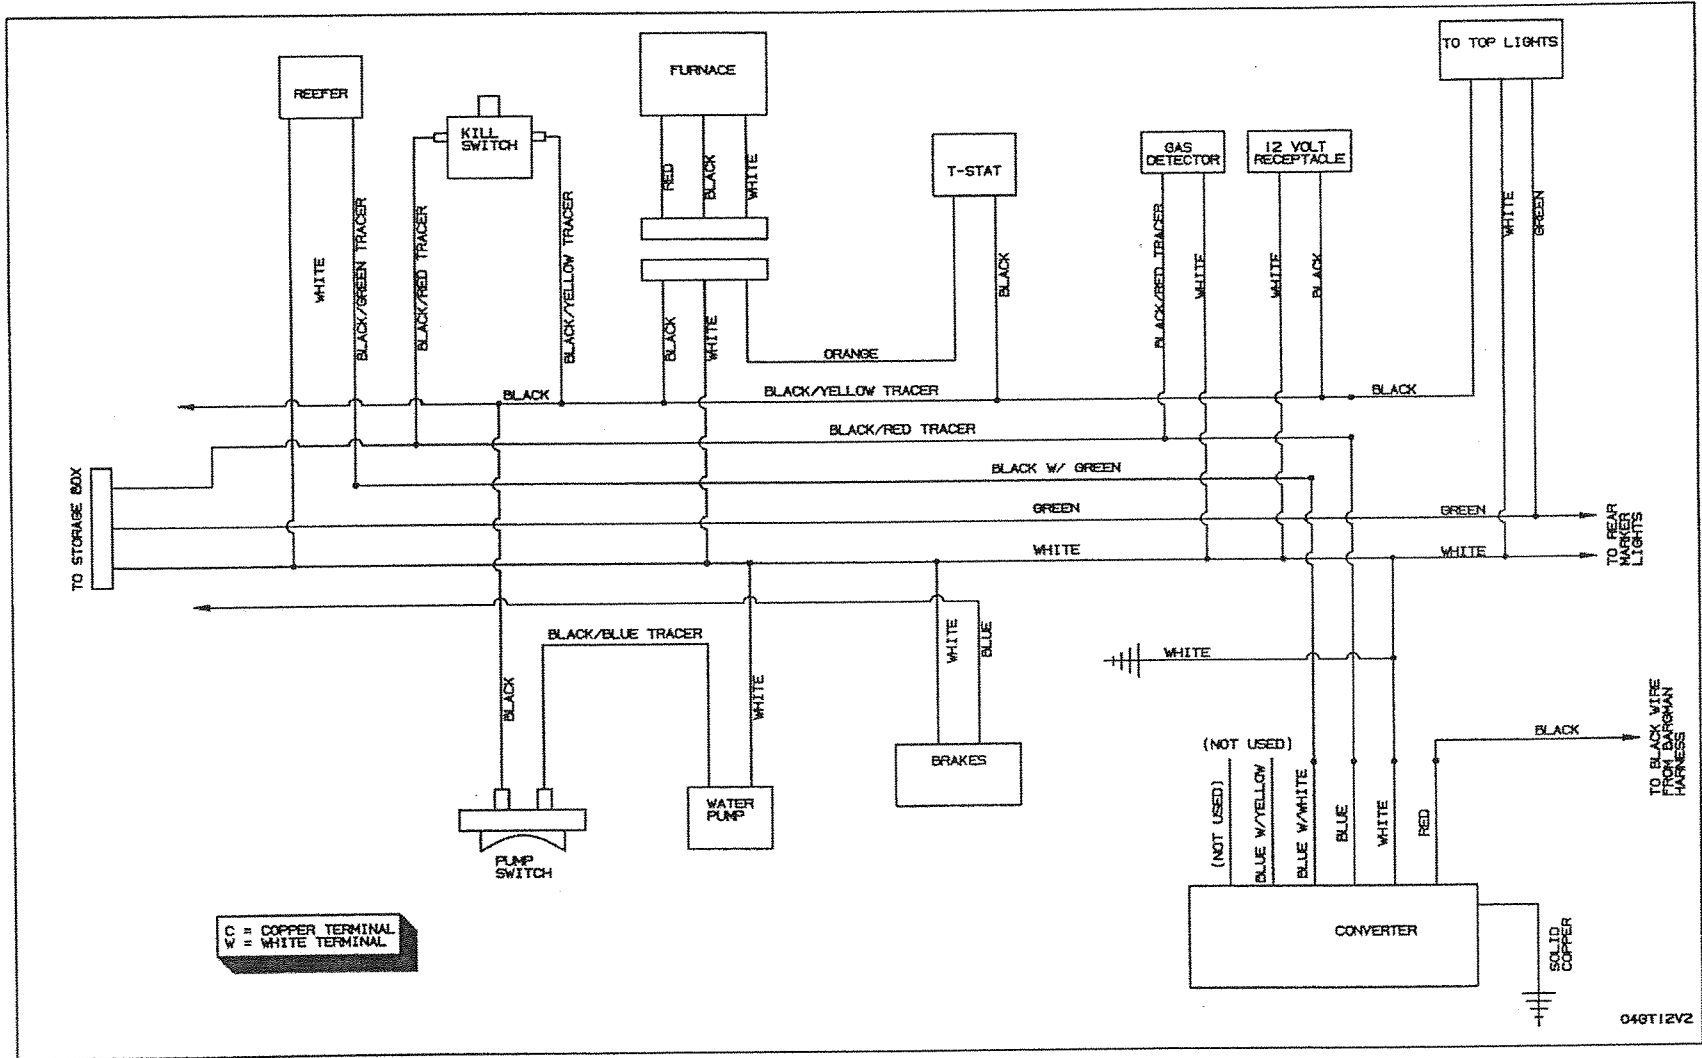 TO TOP LIGHTS
FURNACE
REEFER
KILL
SWITCH
T-STAT
GAS
DETECTOR
12 VOLT
RECEPTACLE
RED
BLACK
WHITE
WHITE
GREEN
WHITE
BLACK/GREEN TRACER
BLACK/RED TRACER
BLACK/YELLOW TRACER
BLACK
WHITE
ORANGE
BLACK
BLACK/RED TRACER
WHITE
WHITE
BLACK
BLACK
BLACK/YELLOW TRACER
BLACK
BLACK/RED TRACER
BLACK W/ GREEN
GREEN
GREEN
WHITE
WHITE
TO STORAGE BOX
TO REAR
MARKER
LIGHTS
BLACK/BLUE TRACER
BLACK
WHITE
WHITE
BLUE
WHITE
BLACK
TO BLACK WIRE
FROM BARGMAN
HARNESS
(NOT USED)
(NOT USED)
BLUE W/YELLOW
BLUE W/WHITE
BLUE
WHITE
RED
BRAKES
WATER
PUMP
PUMP
SWITCH
CONVERTER
SOLID
COPPER
C = COPPER TERMINAL
W = WHITE TERMINAL
04GT12V2